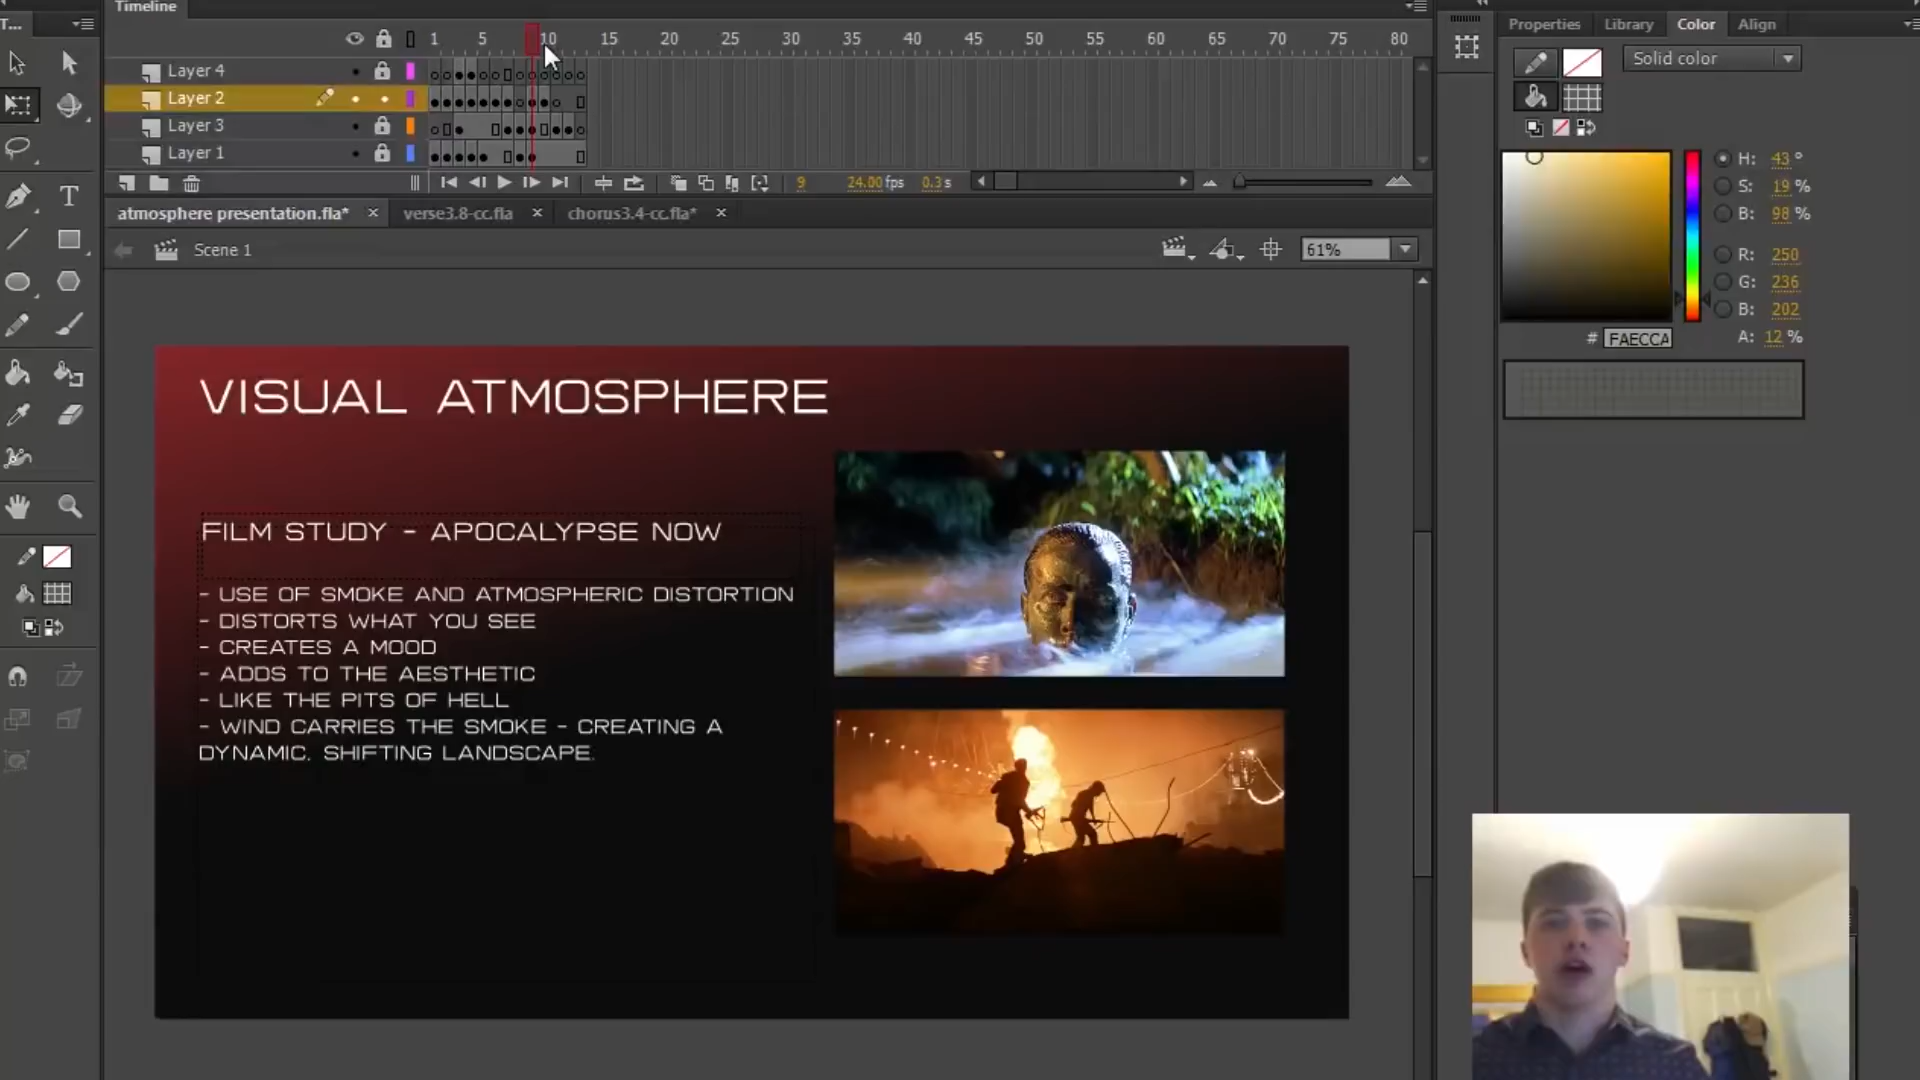 Timeline
T...
Properties Library Color Align
1 5 10 15 20 25 30 35 40 45 50 55 60 65 70 75 80
Solid color
Layer 4
Layer 2
Layer 3
Layer 1
9 24.00 fps 0.3 s
H: 43 °
S: 19 %
B: 98 %
R: 250
G: 236
B: 202
A: 12 %
# FAECCA
atmosphere presentation.fla* verse3.8-cc.fla chorus3.4-cc.fla*
Scene 1
61%
VISUAL ATMOSPHERE
FILM STUDY - APOCALYPSE NOW
- USE OF SMOKE AND ATMOSPHERIC DISTORTION
- DISTORTS WHAT YOU SEE
- CREATES A MOOD
- ADDS TO THE AESTHETIC
- LIKE THE PITS OF HELL
- WIND CARRIES THE SMOKE - CREATING A
DYNAMIC, SHIFTING LANDSCAPE.